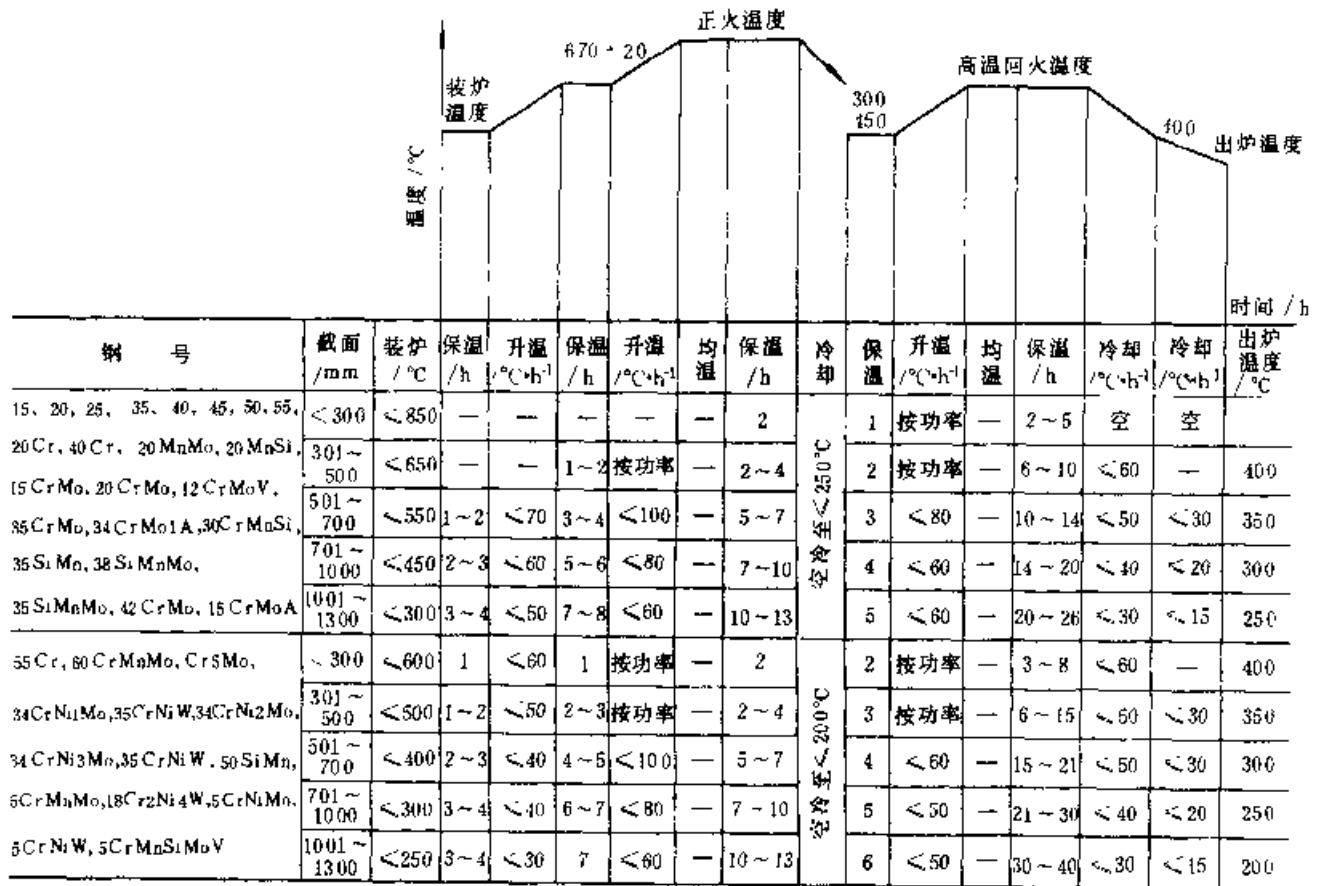 正火温度
670 ± 20
高温回火温度
装炉
温度
300
450
400
出炉温度
温度 /℃
时间 / h
钢 号 截面 /mm 装炉 /℃ 保温 /h 升温 /℃·h⁻¹ 保温 /h 升温 /℃·h⁻¹ 均温 保温 /h 冷却 保温 升温 /℃·h⁻¹ 均温 保温 /h 冷却 /℃·h⁻¹ 冷却 /℃·h⁻¹ 出炉温度 /℃
15、20、25、35、40、45、50、55、
20Cr、40Cr、20MnMo、20MnSi、
15CrMo、20CrMo、12CrMoV、
35CrMo、34CrMo1A、30CrMnSi、
35SiMn、38SiMnMo、
35SiMnMo、42CrMo、15CrMoA
<300 ≤850 — — — — — 2 1 按功率 — 2~5 空 空
301~500 ≤650 — — 1~2 按功率 — 2~4 2 按功率 — 6~10 ≤60 — 400
501~700 ≤550 1~2 ≤70 3~4 ≤100 — 5~7 3 ≤80 — 10~14 ≤50 ≤30 350
701~1000 ≤450 2~3 ≤60 5~6 ≤80 — 7~10 4 ≤60 — 14~20 ≤40 ≤20 300
1001~1300 ≤300 3~4 ≤50 7~8 ≤60 — 10~13 5 ≤60 — 20~26 ≤30 ≤15 250
空冷至≤250℃
55Cr、60CrMnMo、Cr5Mo、
34CrNi1Mo、35CrNiW、34CrNi2Mo、
34CrNi3Mo、35CrNiW、50SiMn、
5CrMnMo、18Cr2Ni4W、5CrNiMo、
5CrNiW、5CrMnSiMoV
<300 ≤600 1 ≤60 1 按功率 — 2 2 按功率 — 3~8 ≤60 — 400
301~500 ≤500 1~2 ≤50 2~3 按功率 — 2~4 3 按功率 — 6~15 ≤50 ≤30 350
501~700 ≤400 2~3 ≤40 4~5 ≤100 — 5~7 4 ≤60 — 15~21 ≤50 ≤30 300
701~1000 ≤300 3~4 ≤40 6~7 ≤80 — 7~10 5 ≤50 — 21~30 ≤40 ≤20 250
1001~1300 ≤250 3~4 ≤30 7 ≤60 — 10~13 6 ≤50 — 30~40 ≤30 ≤15 200
空冷至≤200℃